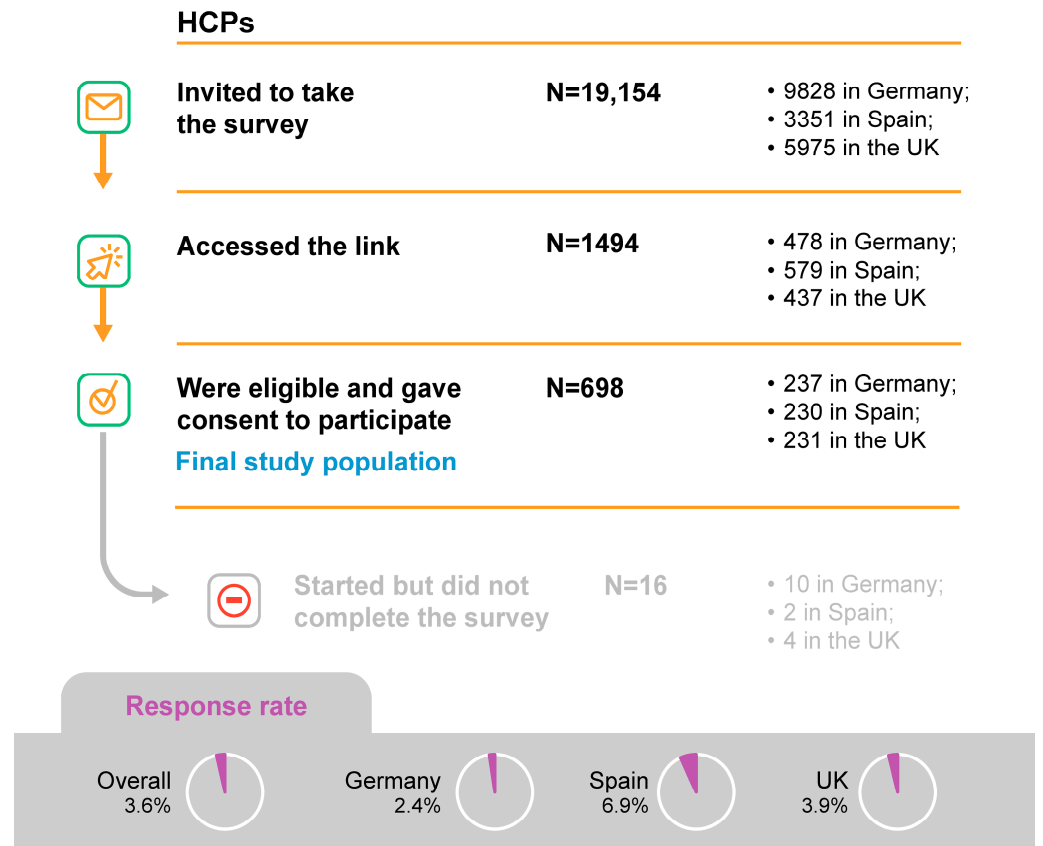 HCPs
Invited to take
the survey
N=19,154
• 9828 in Germany;
• 3351 in Spain;
• 5975 in the UK
Accessed the link
N=1494
• 478 in Germany;
• 579 in Spain;
• 437 in the UK
Were eligible and gave
consent to participate
Final study population
N=698
• 237 in Germany;
• 230 in Spain;
• 231 in the UK
Started but did not
complete the survey
N=16
• 10 in Germany;
• 2 in Spain;
• 4 in the UK
Response rate
Overall
3.6%
Germany
2.4%
Spain
6.9%
UK
3.9%